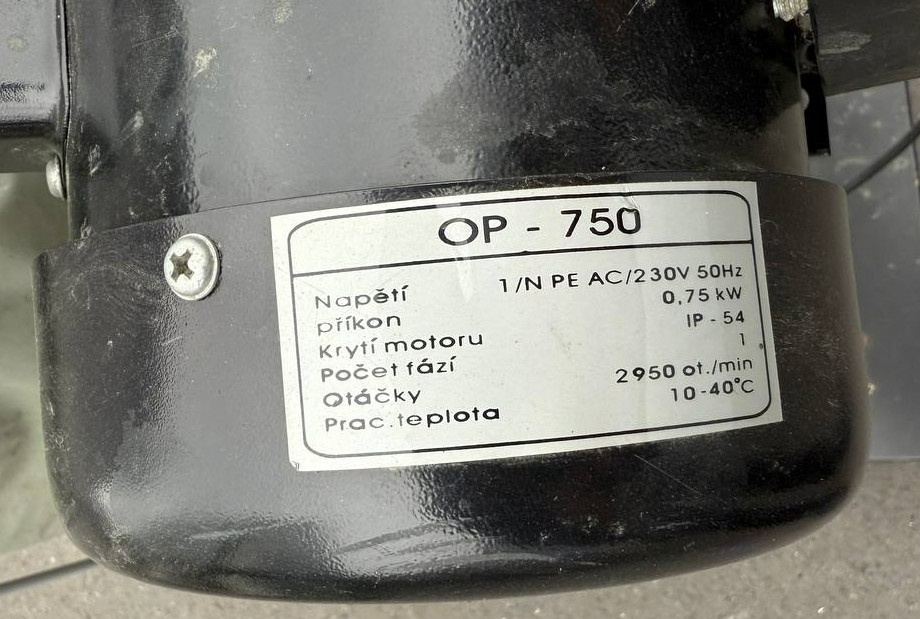 OP - 750
Napětí 1/N PE AC/230V 50Hz
příkon 0,75 kW
Krytí motoru IP - 54
Počet fází 1
Otáčky 2950 ot./min
Prac.teplota 10-40°C